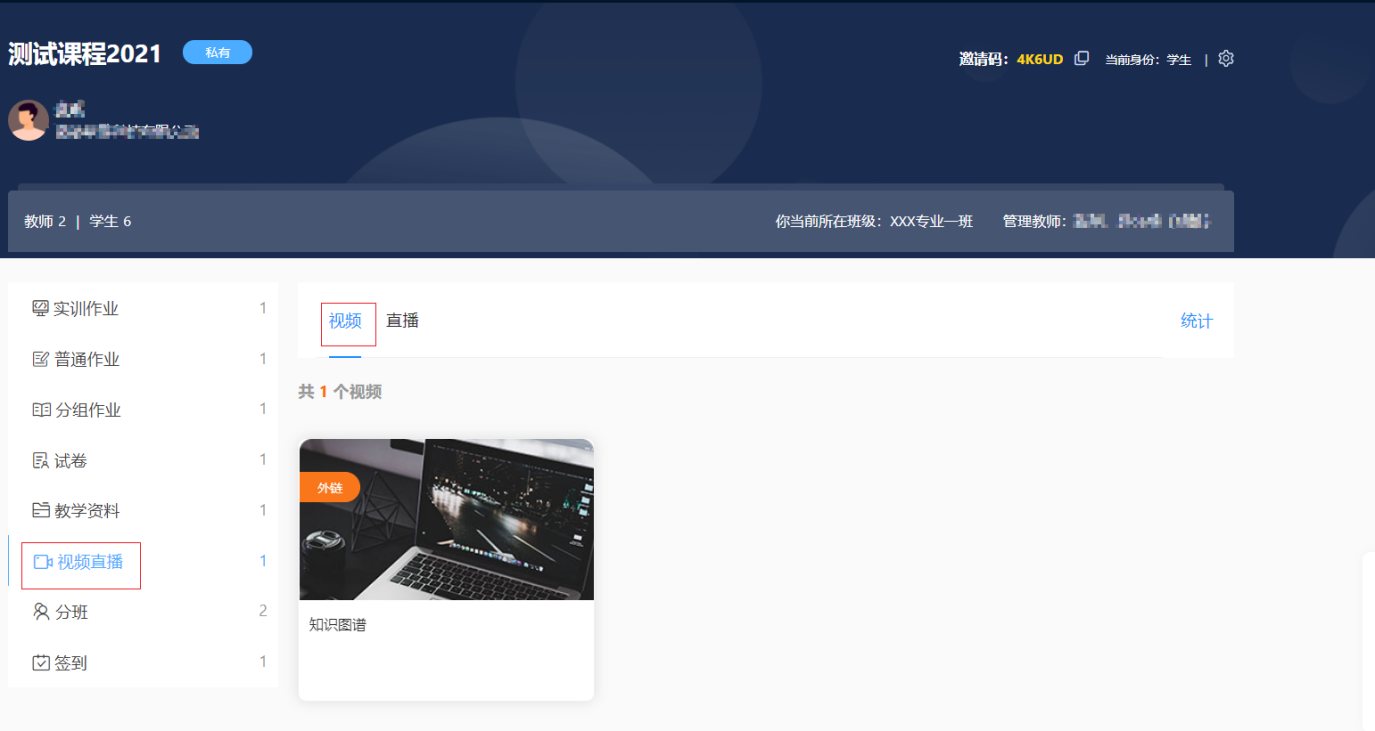 测试课程2021 私有
邀请码：4K6UD 当前身份：学生 |
教师 2 | 学生 6
你当前所在班级：XXX专业一班 管理教师：
实训作业 1
普通作业 1
分组作业 1
试卷 1
教学资料 1
视频直播 1
分班 2
签到 1
视频 直播 统计
共 1 个视频
外链
知识图谱